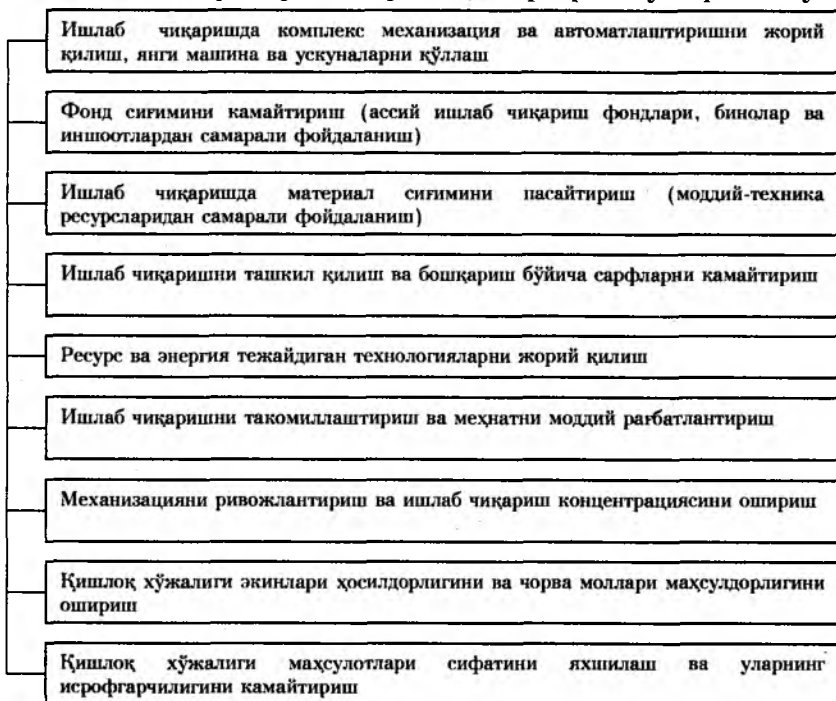 Ишлаб чиқаришда комплекс механизация ва автоматлаштиришни жорий
қилиш, янги машина ва ускуналарни қўллаш
Фонд сиғимини камайтириш (ассий ишлаб чиқариш фондлари, бинолар ва
иншоотлардан самарали фойдаланиш)
Ишлаб чиқаришда материал сиғимини пасайтириш (моддий-техника
ресурсларидан самарали фойдаланиш)
Ишлаб чиқаришни ташкил қилиш ва бошқариш бўйича сарфларни камайтириш
Ресурс ва энергия тежайдиган технологияларни жорий қилиш
Ишлаб чиқаришни такомиллаштириш ва меҳнатни моддий рағбатлантириш
Механизацияни ривожлантириш ва ишлаб чиқариш концентрациясини ошириш
Қишлоқ хўжалиги экинлари ҳосилдорлигини ва чорва моллари маҳсулдорлигини
ошириш
Қишлоқ хўжалиги маҳсулотлари сифатини яхшилаш ва уларнинг
исрофгарчилигини камайтириш